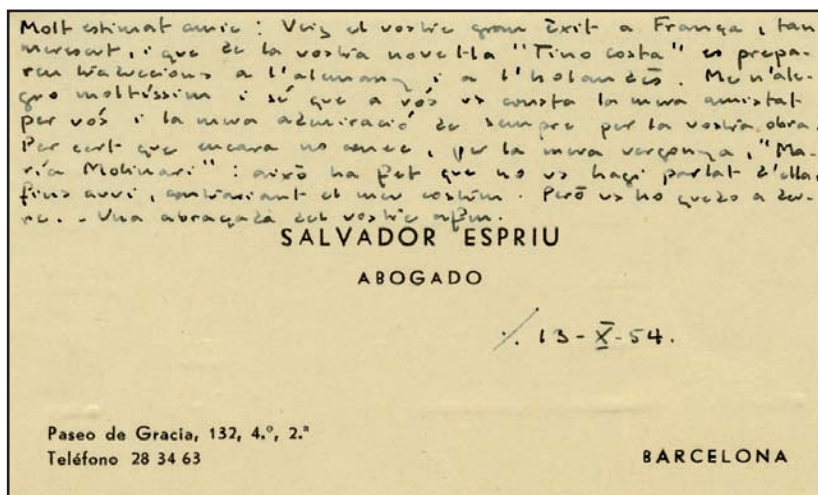 Molt estimat amic: Veig el vostre gran èxit a França, tan
merescut, i que de la vostra novel·la "Tino Costa" es prepa-
ren traduccions a l'alemany i a l'holandès. Me n'ale-
gro moltíssim i sé que a vós us consta la meva amistat
per vós i la meva admiració de sempre per la vostra obra.
Per cert que encara no conec, per la meva vergonya, "Ma-
ría Molinari": això ha fet que no us hagi parlat d'ella,
fins avui, contrariant el meu costum. Però us ho quedo a deu-
re. - Una abraçada del vostre afm.
SALVADOR ESPRIU
ABOGADO
./. 13-X-54.
Paseo de Gracia, 132, 4.º, 2.ª
Teléfono 28 34 63
BARCELONA